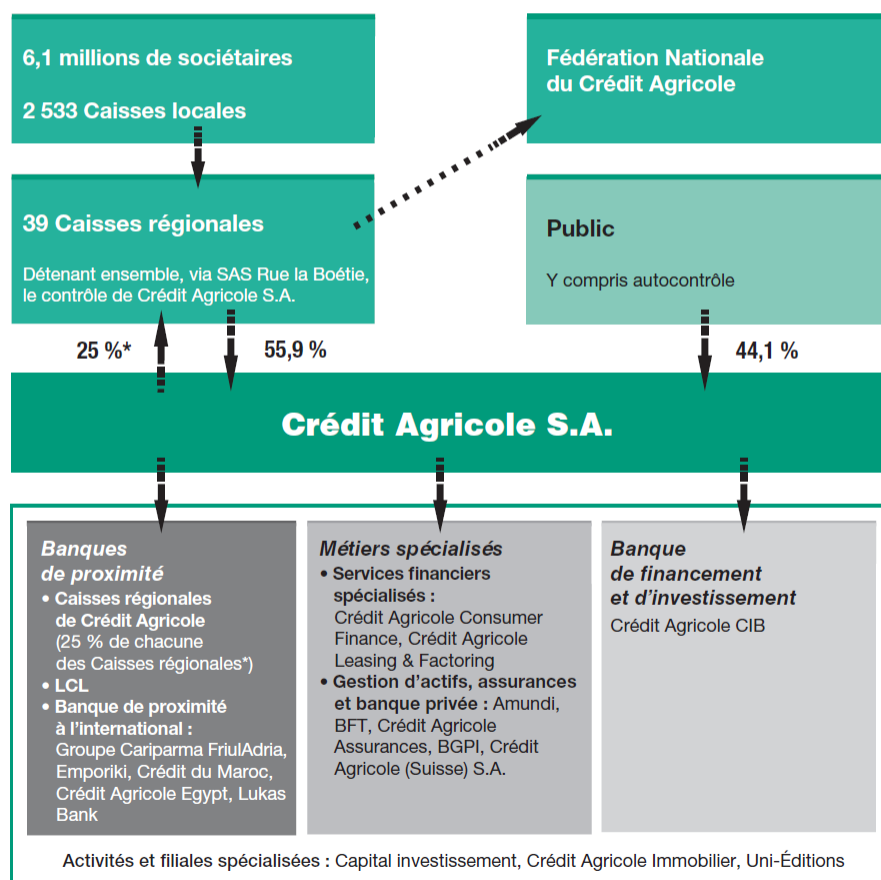 6,1 millions de sociétaires
2 533 Caisses locales
Fédération Nationale
du Crédit Agricole
39 Caisses régionales
Détenant ensemble, via SAS Rue la Boétie,
le contrôle de Crédit Agricole S.A.
Public
Y compris autocontrôle
25 %*
55,9 %
44,1 %
Crédit Agricole S.A.
Banques
de proximité
• Caisses régionales
de Crédit Agricole
(25 % de chacune
des Caisses régionales*)
• LCL
• Banque de proximité
à l'international :
Groupe Cariparma FriulAdria,
Emporiki, Crédit du Maroc,
Crédit Agricole Egypt, Lukas
Bank
Métiers spécialisés
• Services financiers
spécialisés :
Crédit Agricole Consumer
Finance, Crédit Agricole
Leasing & Factoring
• Gestion d'actifs, assurances
et banque privée : Amundi,
BFT, Crédit Agricole
Assurances, BGPI, Crédit
Agricole (Suisse) S.A.
Banque
de financement
et d'investissement
Crédit Agricole CIB
Activités et filiales spécialisées : Capital investissement, Crédit Agricole Immobilier, Uni-Éditions